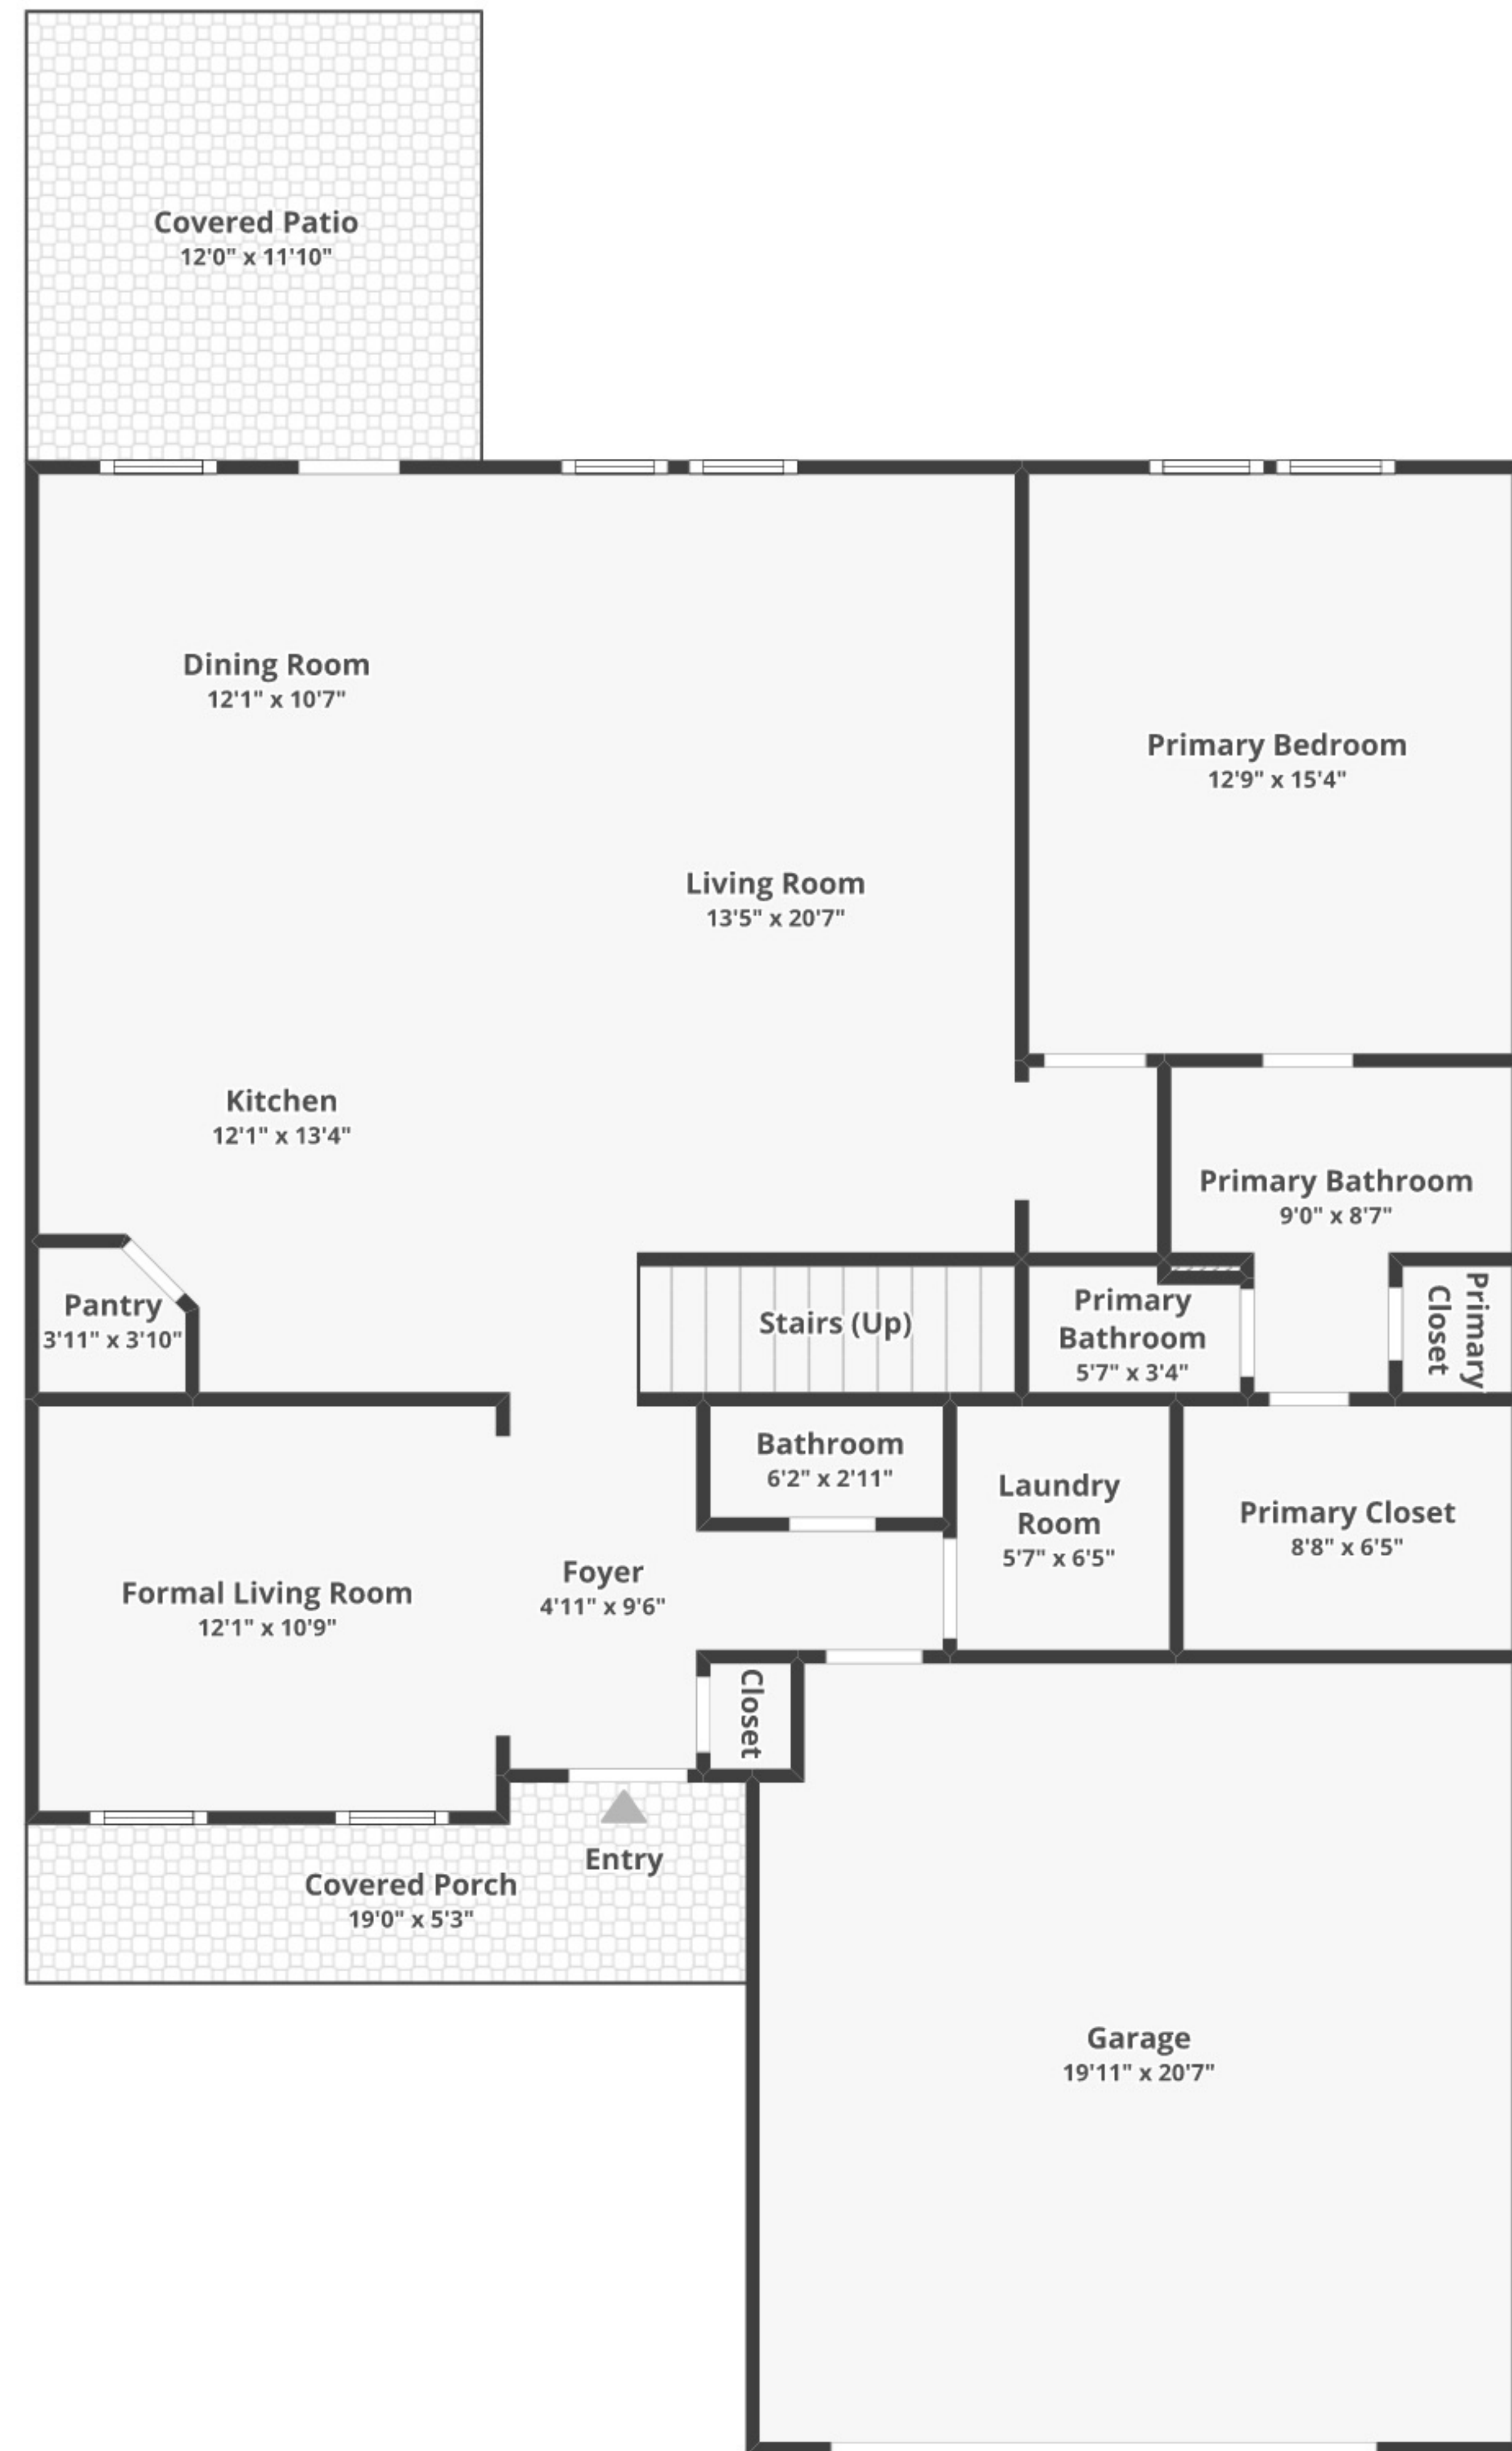 Covered Patio
12'0" x 11'10"
Dining Room
12'1" x 10'7"
Primary Bedroom
12'9" x 15'4"
Living Room
13'5" x 20'7"
Kitchen
12'1" x 13'4"
Primary Bathroom
9'0" x 8'7"
Pantry
3'11" x 3'10"
Stairs (Up)
Primary
Bathroom
5'7" x 3'4"
Primary
Closet
Bathroom
6'2" x 2'11"
Laundry
Room
5'7" x 6'5"
Primary Closet
8'8" x 6'5"
Formal Living Room
12'1" x 10'9"
Foyer
4'11" x 9'6"
Closet
Entry
Covered Porch
19'0" x 5'3"
Garage
19'11" x 20'7"